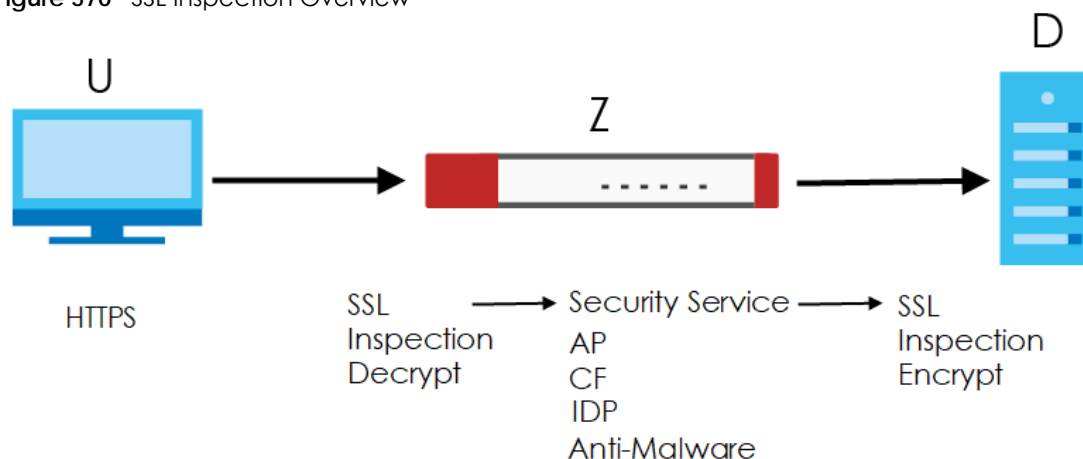 SSL Inspection Overview
D
U
Z
HTTPS
SSL
Inspection
Decrypt
Security Service
AP
CF
IDP
Anti-Malware
SSL
Inspection
Encrypt